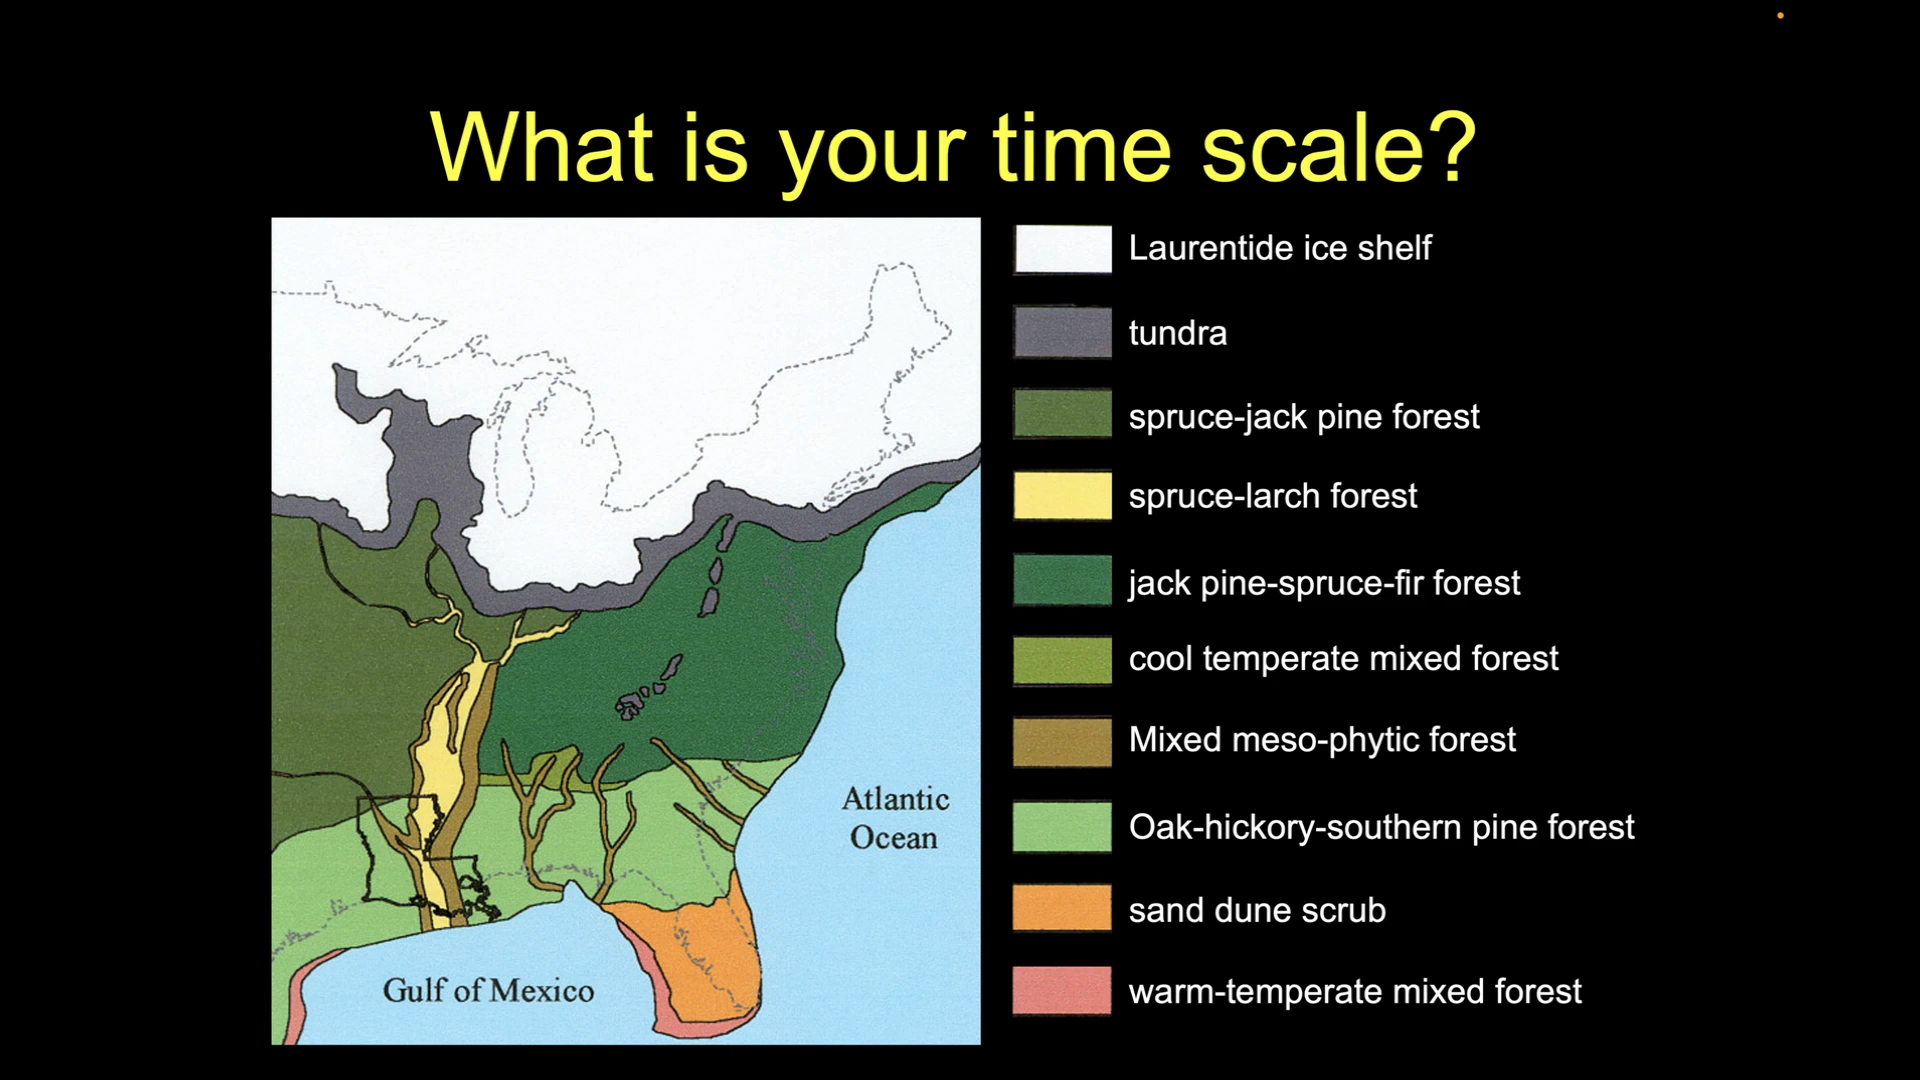 What is your time scale?
Laurentide ice shelf
tundra
spruce-jack pine forest
spruce-larch forest
jack pine-spruce-fir forest
cool temperate mixed forest
Mixed meso-phytic forest
Oak-hickory-southern pine forest
sand dune scrub
warm-temperate mixed forest
Atlantic
Ocean
Gulf of Mexico